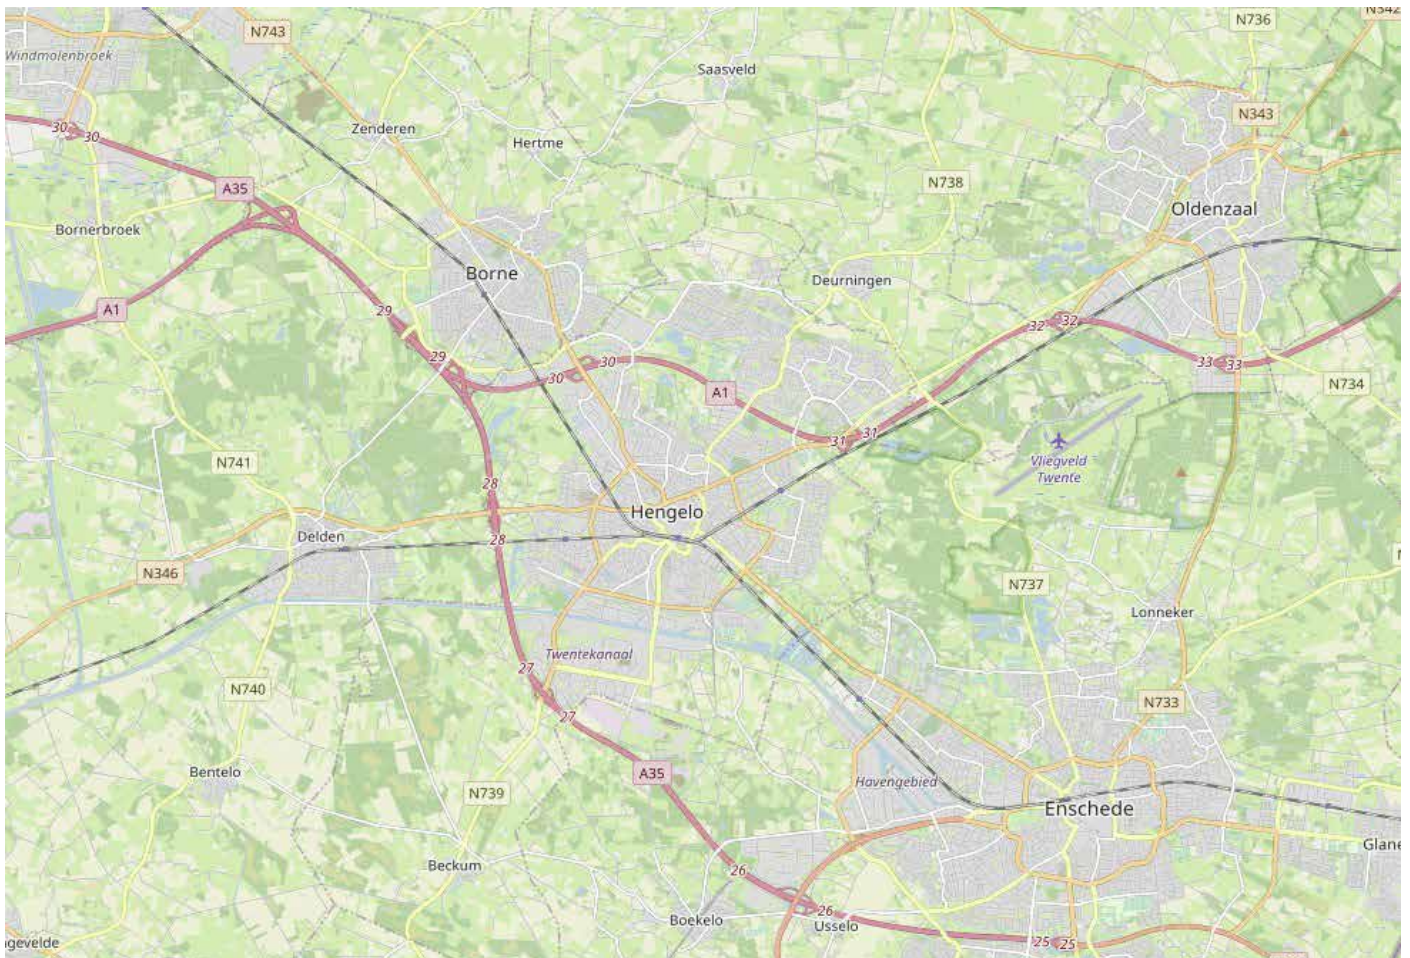 N342
N736
N743
Windmolenbroek
Saasveld
N343
30
30
Zenderen
Hertme
N738
A35
Oldenzaal
Bornerbroek
Borne
Deurningen
A1
29
32
32
29
30
30
33
33
N734
A1
31
31
N741
Vliegveld
Twente
28
Hengelo
Delden
28
N346
N737
Lonneker
Twentekanaal
27
N740
N733
27
Bentelo
A35
Havengebied
N739
Enschede
Beckum
Glane
26
26
Boekelo
Usselo
gevelde
25
25